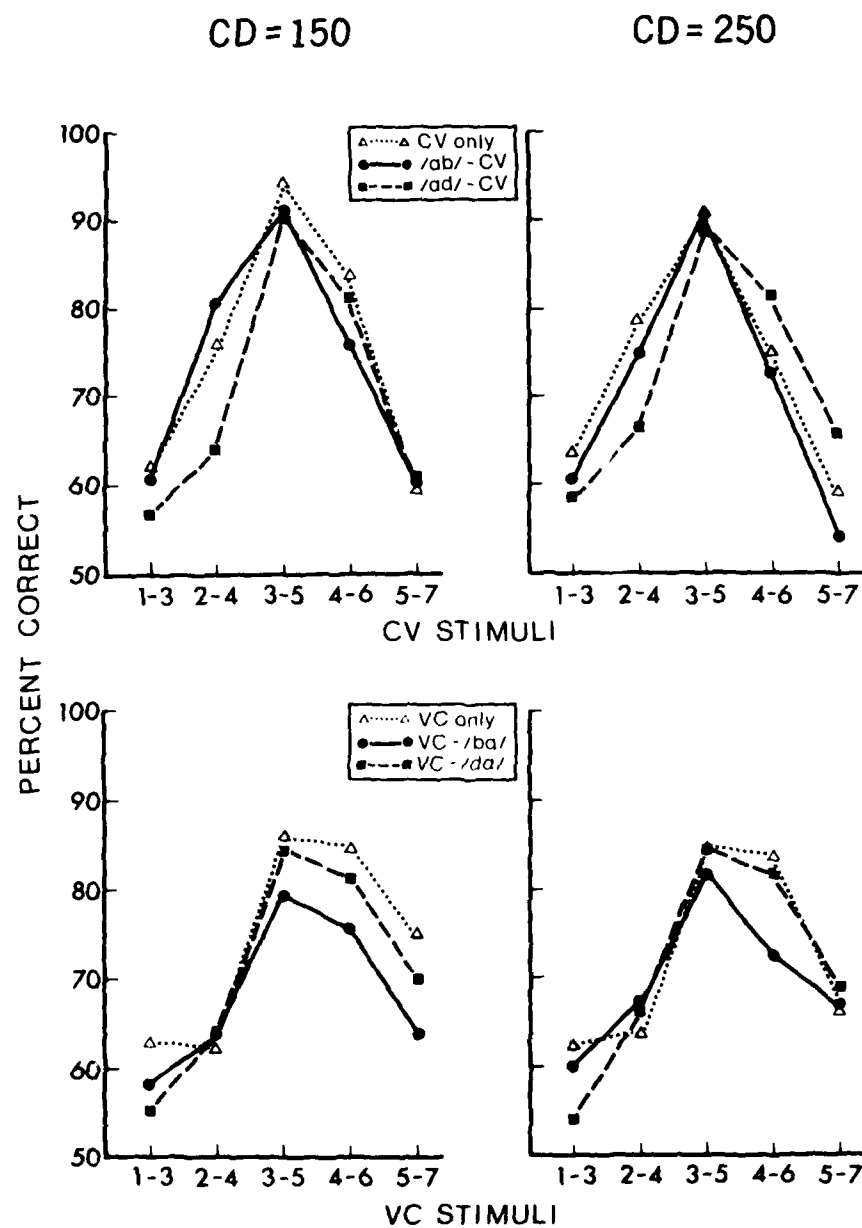 CD = 150
CD = 250
100
90
80
70
60
50
CV only
/ab/ - CV
/ad/ - CV
1-3 2-4 3-5 4-6 5-7
1-3 2-4 3-5 4-6 5-7
CV STIMULI
PERCENT CORRECT
100
90
80
70
60
50
VC only
VC - /ba/
VC - /da/
1-3 2-4 3-5 4-6 5-7
1-3 2-4 3-5 4-6 5-7
VC STIMULI